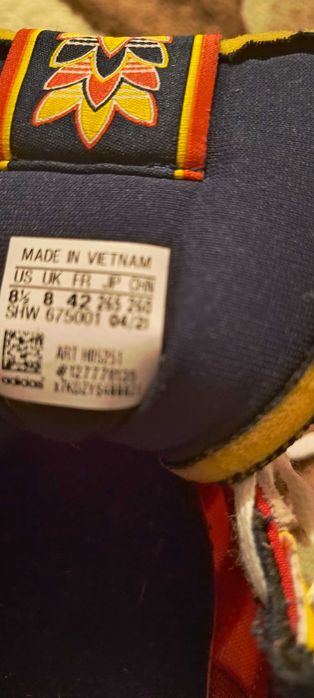 MADE IN VIETNAM
US UK FR JP CHN
8½ 8 42 265 260
SHW 675001 04/21
ART H05251
adidas